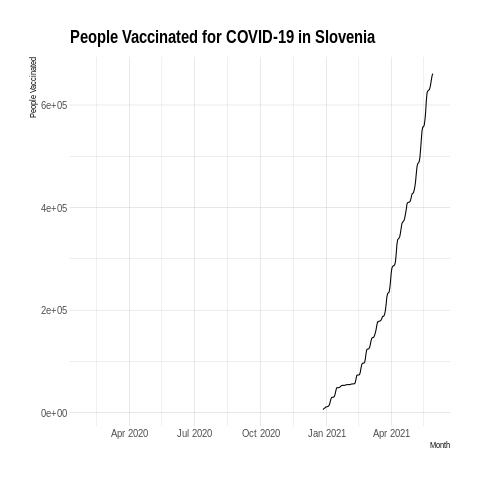 People Vaccinated for COVID-19 in Slovenia
People Vaccinated
6e+05
4e+05
2e+05
0e+00
Apr 2020 Jul 2020 Oct 2020 Jan 2021 Apr 2021
Month